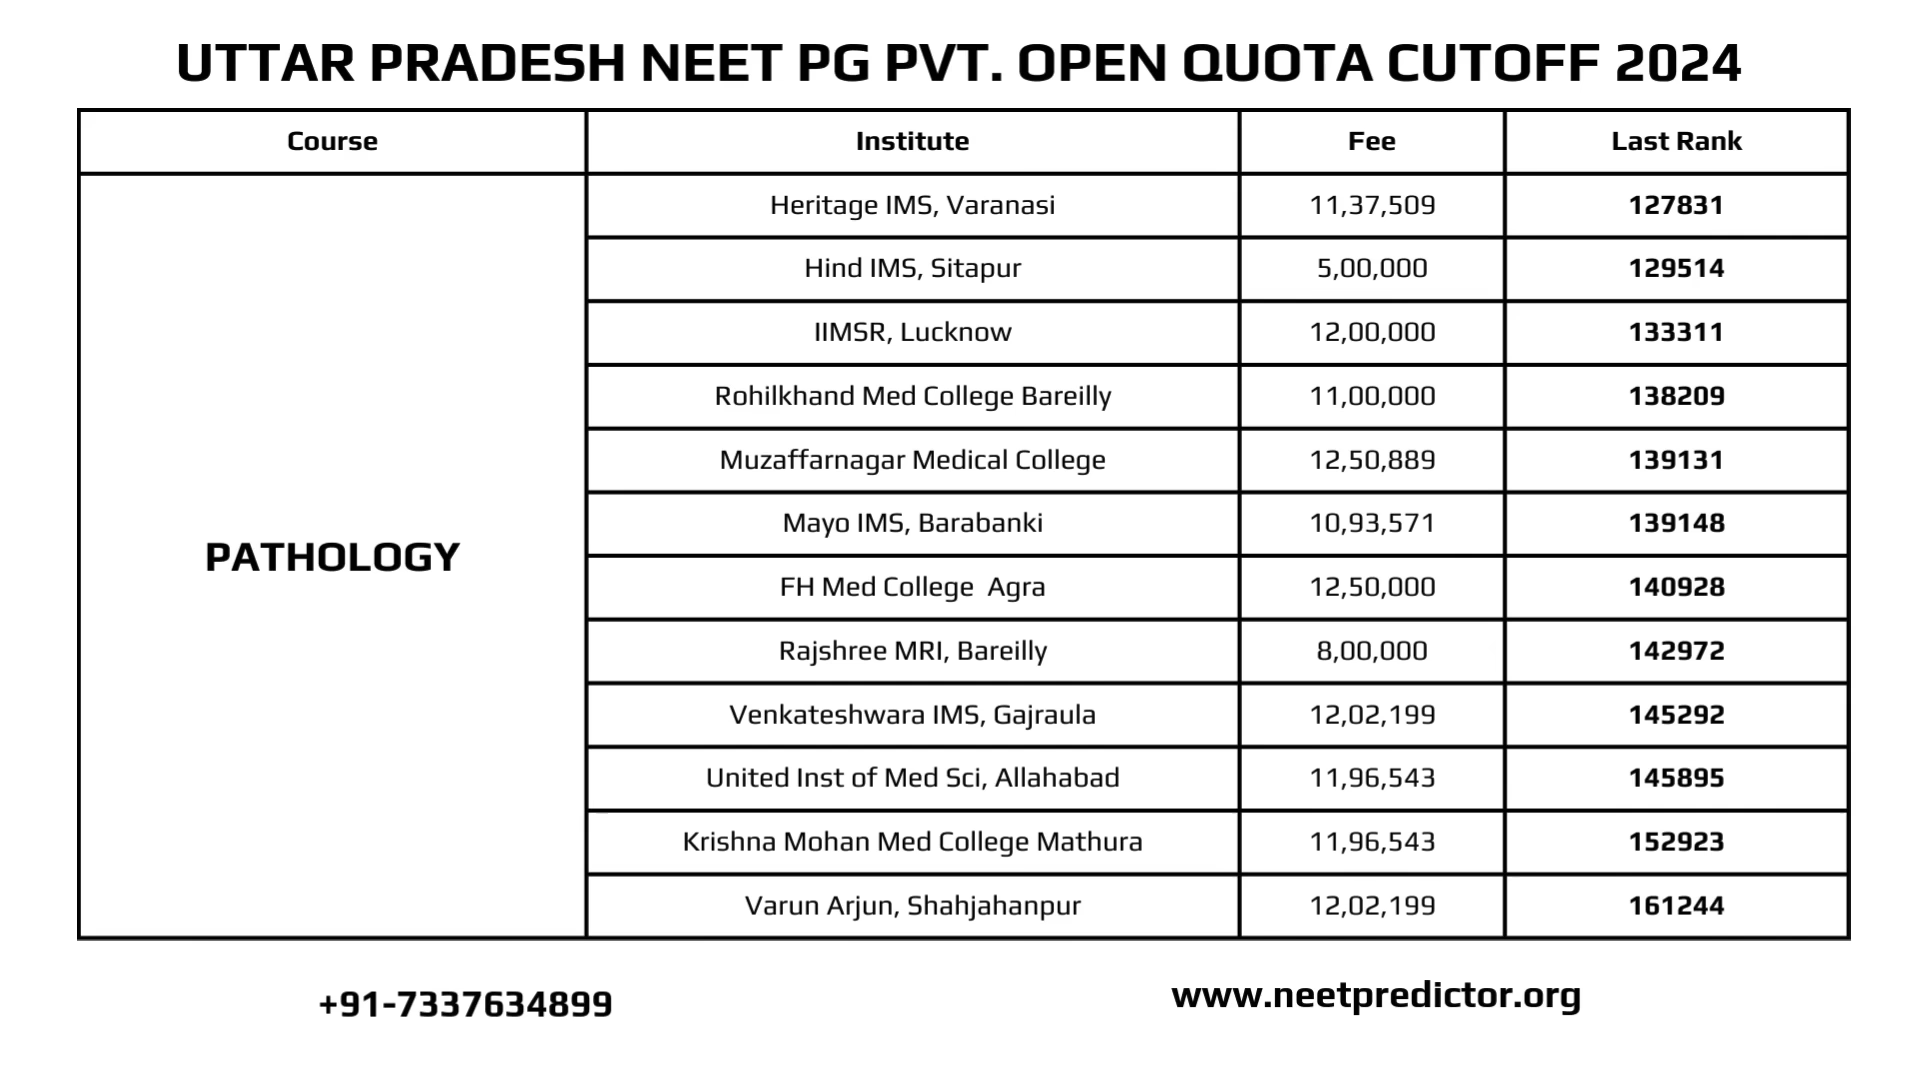 UTTAR PRADESH NEET PG PVT. OPEN QUOTA CUTOFF 2024
Course Institute Fee Last Rank
PATHOLOGY
Heritage IMS, Varanasi 11,37,509 127831
Hind IMS, Sitapur 5,00,000 129514
IIMSR, Lucknow 12,00,000 133311
Rohilkhand Med College Bareilly 11,00,000 138209
Muzaffarnagar Medical College 12,50,889 139131
Mayo IMS, Barabanki 10,93,571 139148
FH Med College  Agra 12,50,000 140928
Rajshree MRI, Bareilly 8,00,000 142972
Venkateshwara IMS, Gajraula 12,02,199 145292
United Inst of Med Sci, Allahabad 11,96,543 145895
Krishna Mohan Med College Mathura 11,96,543 152923
Varun Arjun, Shahjahanpur 12,02,199 161244
+91-7337634899 www.neetpredictor.org